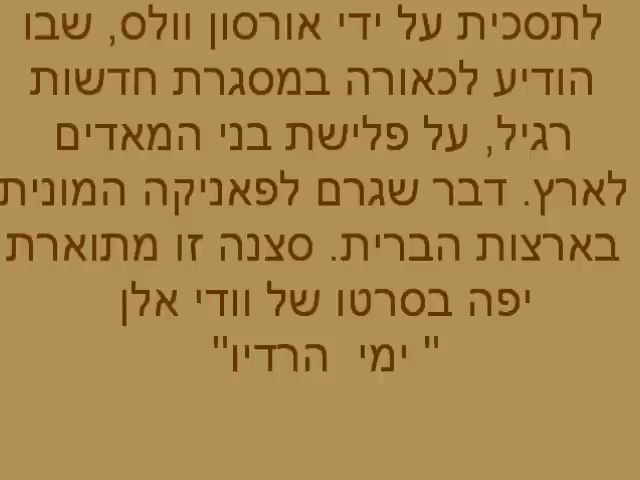 לתסכית על ידי אורסון וולס, שבו
הודיע לכאורה במסגרת חדשות
רגיל, על פלישת בני המאדים
לארץ. דבר שגרם לפאניקה המונית
בארצות הברית. סצנה זו מתוארת
יפה בסרטו של וודי אלן
" ימי  הרדיו"